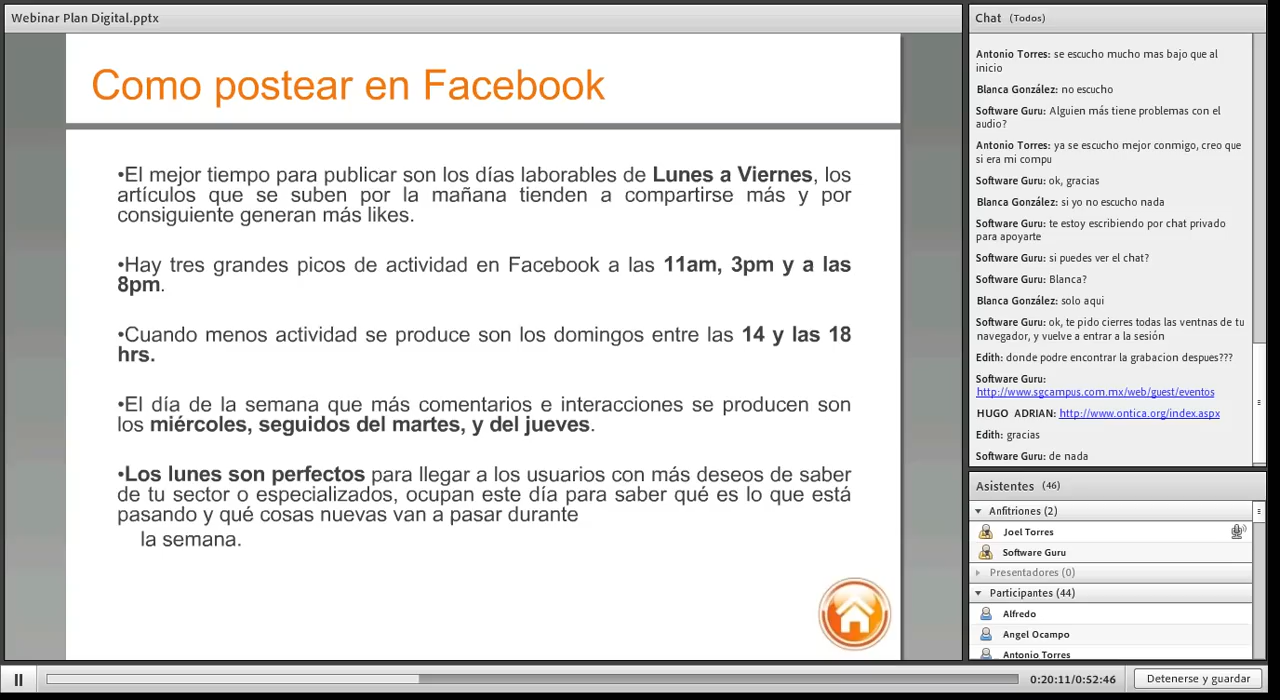 Webinar Plan Digital.pptx
Como postear en Facebook
•El mejor tiempo para publicar son los días laborables de Lunes a Viernes, los
artículos que se suben por la mañana tienden a compartirse más y por
consiguiente generan más likes.
•Hay tres grandes picos de actividad en Facebook a las 11am, 3pm y a las
8pm.
•Cuando menos actividad se produce son los domingos entre las 14 y las 18
hrs.
•El día de la semana que más comentarios e interacciones se producen son
los miércoles, seguidos del martes, y del jueves.
•Los lunes son perfectos para llegar a los usuarios con más deseos de saber
de tu sector o especializados, ocupan este día para saber qué es lo que está
pasando y qué cosas nuevas van a pasar durante
la semana.
Chat (Todos)
Antonio Torres: se escucho mucho mas bajo que al
inicio
Blanca González: no escucho
Software Guru: Alguien más tiene problemas con el
audio?
Antonio Torres: ya se escucho mejor conmigo, creo que
si era mi compu
Software Guru: ok, gracias
Blanca González: si yo no escucho nada
Software Guru: te estoy escribiendo por chat privado
para apoyarte
Software Guru: si puedes ver el chat?
Software Guru: Blanca?
Blanca González: solo aqui
Software Guru: ok, te pido cierres todas las ventnas de tu
navegador, y vuelve a entrar a la sesión
Edith: donde podre encontrar la grabacion despues???
Software Guru:
http://www.sgcampus.com.mx/web/guest/eventos
HUGO ADRIAN: http://www.ontica.org/index.aspx
Edith: gracias
Software Guru: de nada
Asistentes (46)
Anfitriones (2)
Joel Torres
Software Guru
Presentadores (0)
Participantes (44)
Alfredo
Angel Ocampo
Antonio Torres
0:20:11/0:52:46
Detenerse y guardar